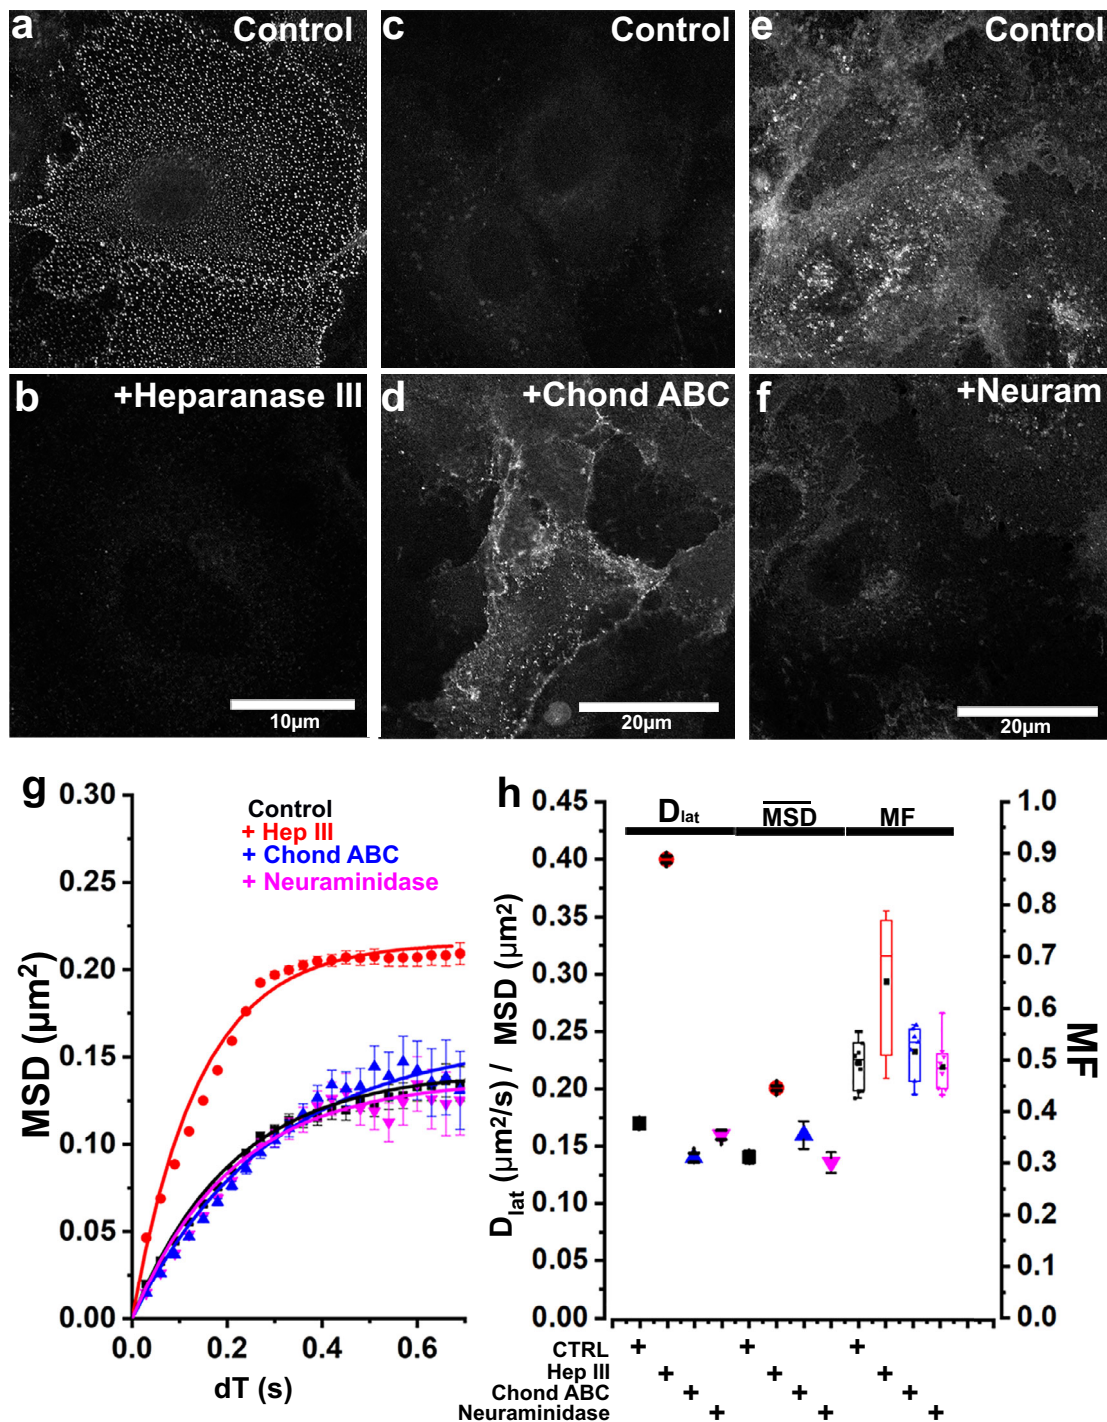 a Control
c Control
e Control
b +Heparanase III
10µm
d +Chond ABC
20µm
f +Neuram
20µm
g
Control
+ Hep III
+ Chond ABC
+ Neuraminidase
MSD (µm²)
0.30
0.25
0.20
0.15
0.10
0.05
0.00
0.0 0.2 0.4 0.6
dT (s)
h
Dlat MSD MF
Dlat (µm²/s) / MSD (µm²)
0.45
0.40
0.35
0.30
0.25
0.20
0.15
0.10
0.05
0.00
1.0
0.9
0.8
0.7
0.6
0.5
0.4
0.3
0.2
0.1
0.0
MF
CTRL + + +
Hep III + + +
Chond ABC + + +
Neuraminidase + + +